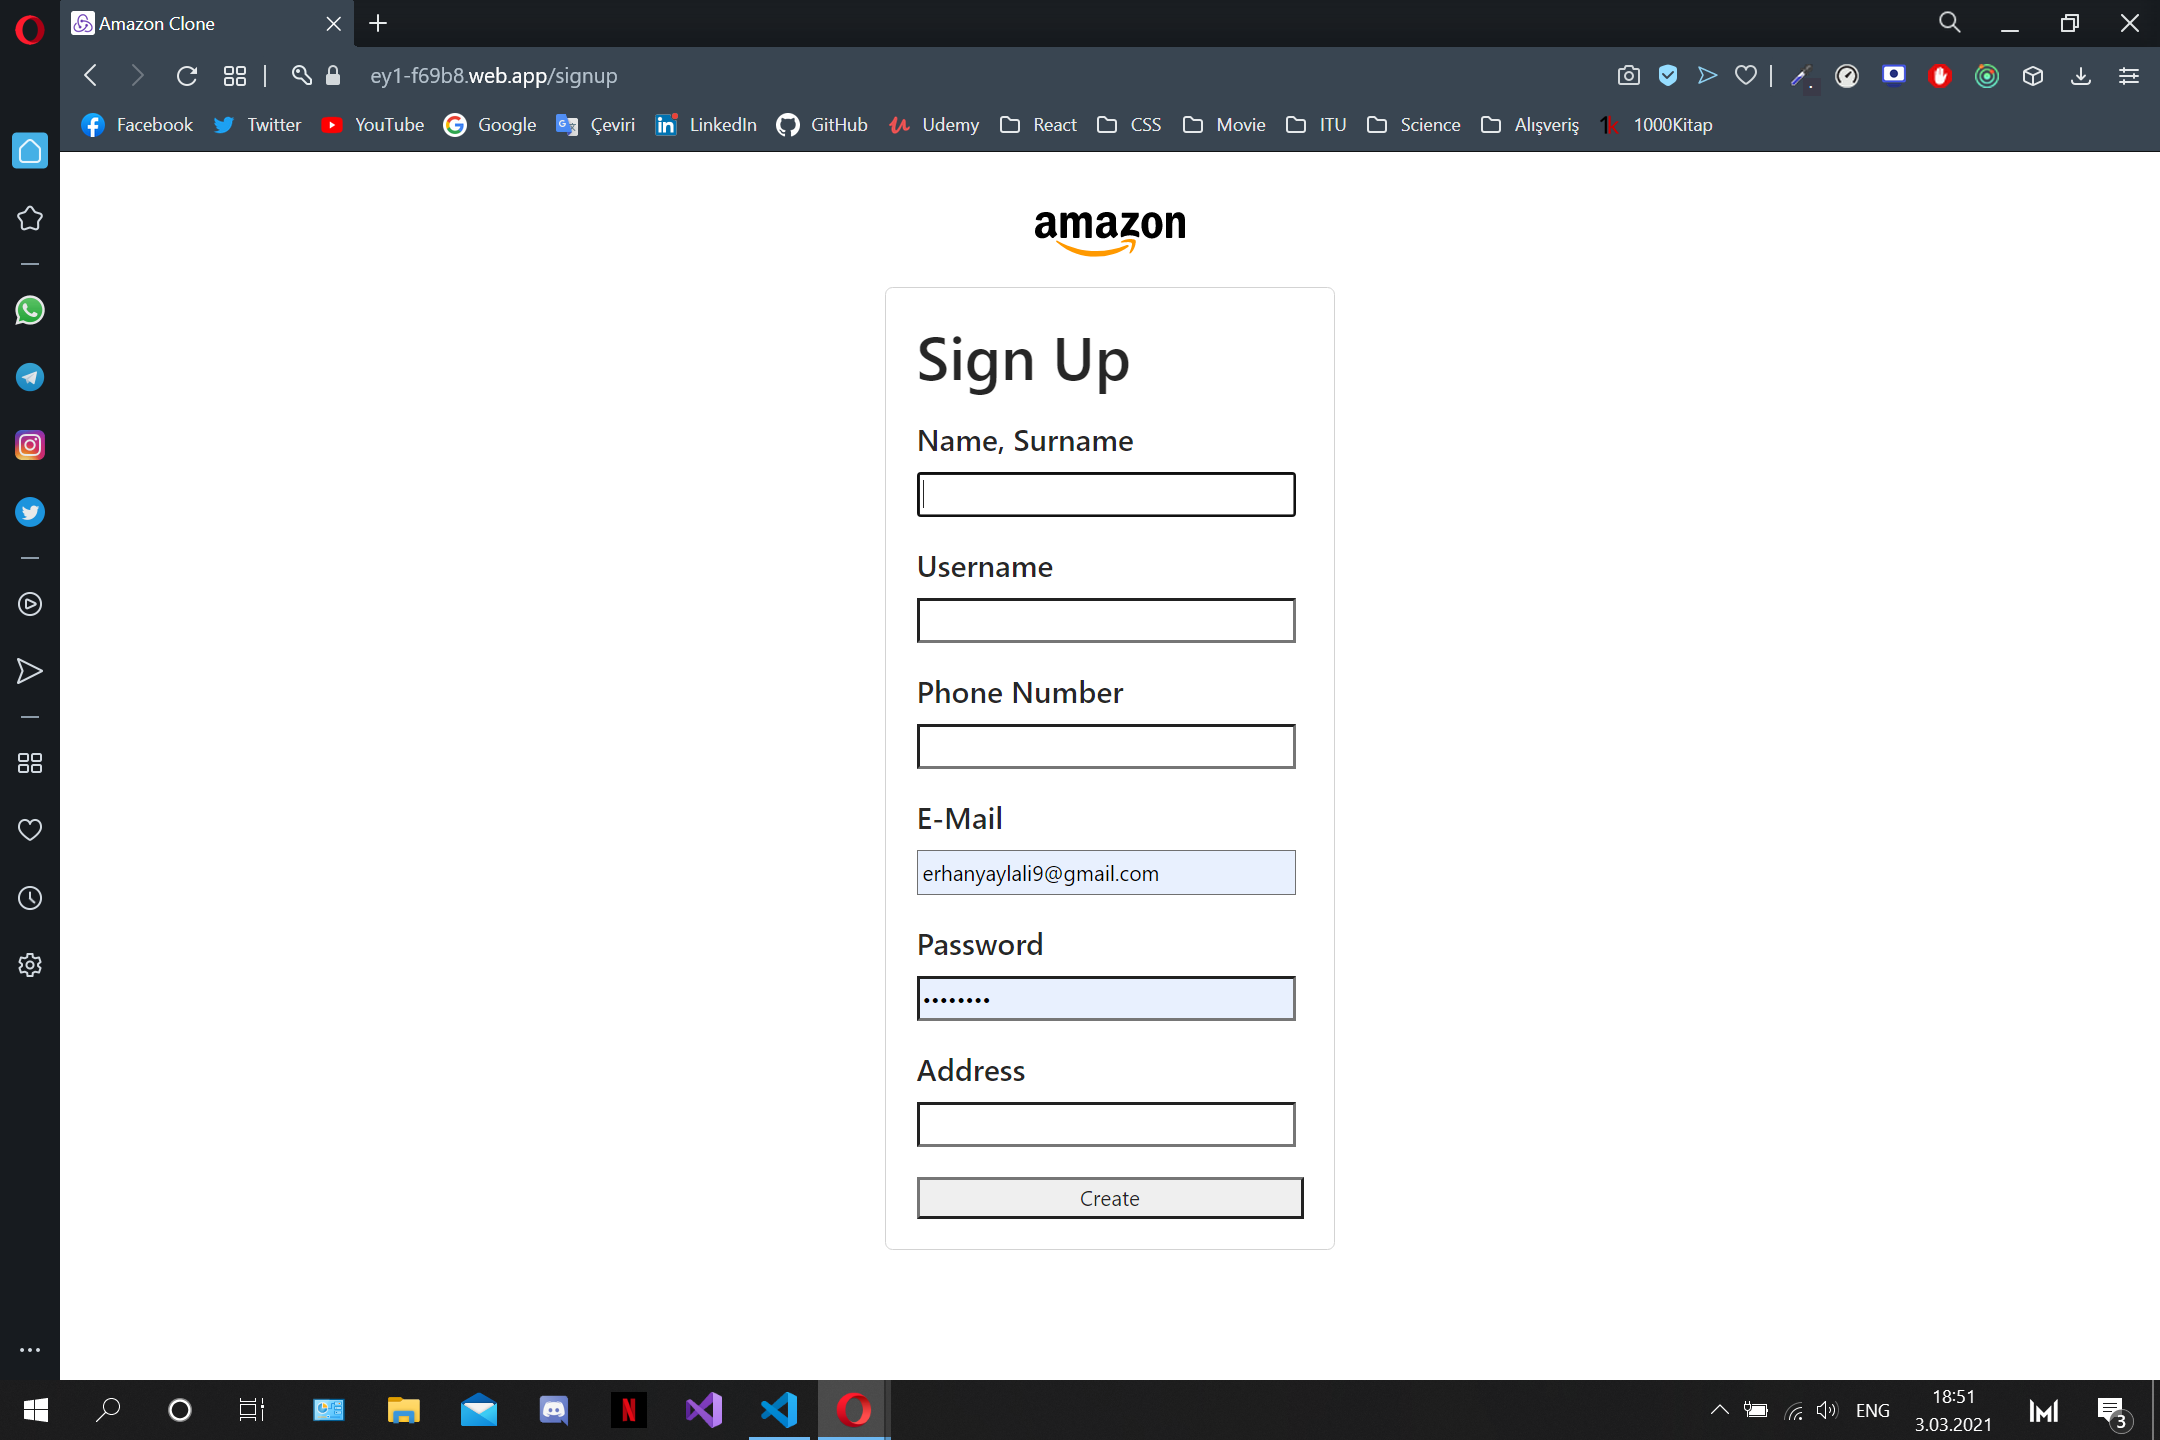 Amazon Clone
ey1-f69b8.web.app/signup
Facebook Twitter YouTube Google Çeviri LinkedIn GitHub Udemy React CSS Movie ITU Science Alışveriş 1000Kitap
amazon
Sign Up
Name, Surname
Username
Phone Number
E-Mail
erhanyaylali9@gmail.com
Password
••••••••
Address
Create
ENG
18:51
3.03.2021
3